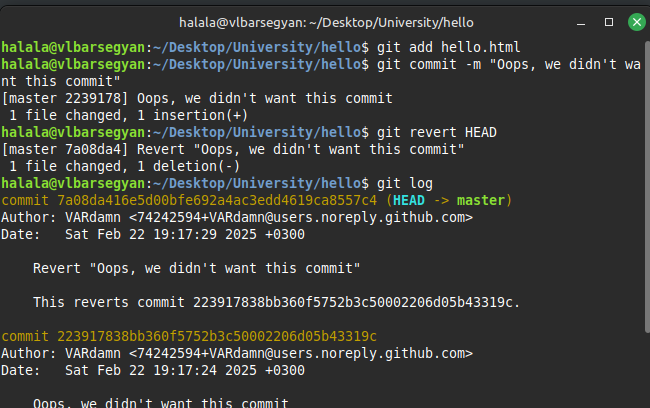 halala@vlbarsegyan: ~/Desktop/University/hello
halala@vlbarsegyan:~/Desktop/University/hello$ git add hello.html
halala@vlbarsegyan:~/Desktop/University/hello$ git commit -m "Oops, we didn't wa
nt this commit"
[master 2239178] Oops, we didn't want this commit
 1 file changed, 1 insertion(+)
halala@vlbarsegyan:~/Desktop/University/hello$ git revert HEAD
[master 7a08da4] Revert "Oops, we didn't want this commit"
 1 file changed, 1 deletion(-)
halala@vlbarsegyan:~/Desktop/University/hello$ git log
commit 7a08da416e5d00bfe692a4ac3edd4619ca8557c4 (HEAD -> master)
Author: VARdamn <74242594+VARdamn@users.noreply.github.com>
Date:   Sat Feb 22 19:17:29 2025 +0300

    Revert "Oops, we didn't want this commit"

    This reverts commit 223917838bb360f5752b3c50002206d05b43319c.

commit 223917838bb360f5752b3c50002206d05b43319c
Author: VARdamn <74242594+VARdamn@users.noreply.github.com>
Date:   Sat Feb 22 19:17:24 2025 +0300

    Oops, we didn't want this commit